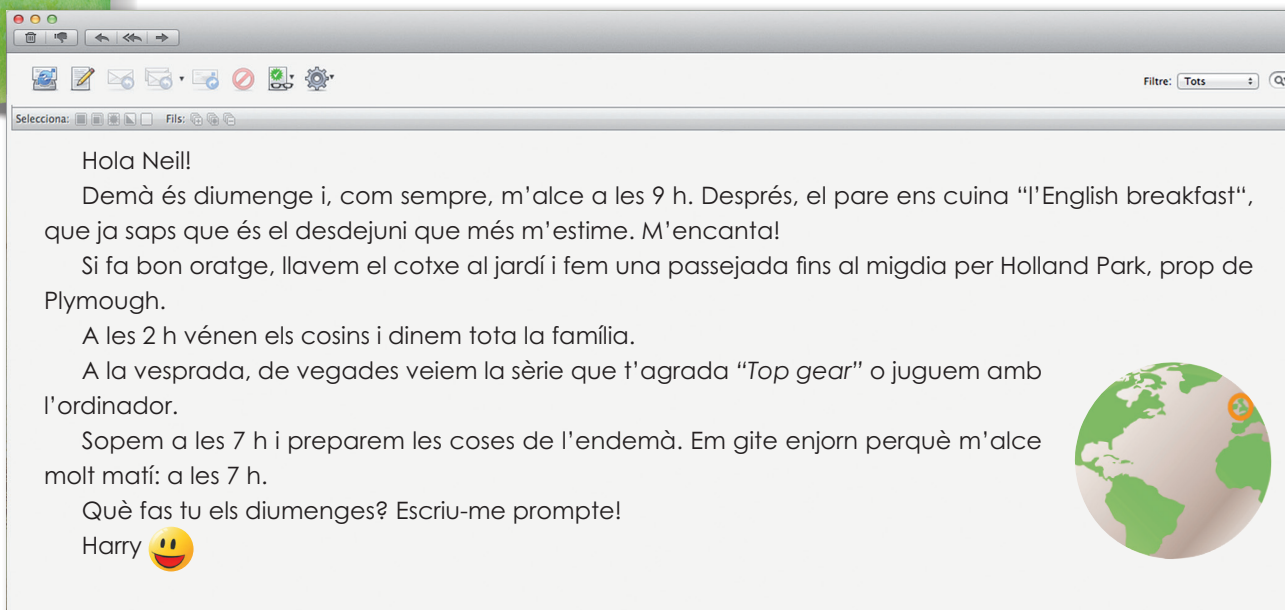 Filtre: Tots
Selecciona: Fils:
Hola Neil!
Demà és diumenge i, com sempre, m’alce a les 9 h. Després, el pare ens cuina “l’English breakfast“,
que ja saps que és el desdejuni que més m’estime. M’encanta!
Si fa bon oratge, llavem el cotxe al jardí i fem una passejada fins al migdia per Holland Park, prop de
Plymough.
A les 2 h vénen els cosins i dinem tota la família.
A la vesprada, de vegades veiem la sèrie que t’agrada “Top gear” o juguem amb
l’ordinador.
Sopem a les 7 h i preparem les coses de l’endemà. Em gite enjorn perquè m’alce
molt matí: a les 7 h.
Què fas tu els diumenges? Escriu-me prompte!
Harry